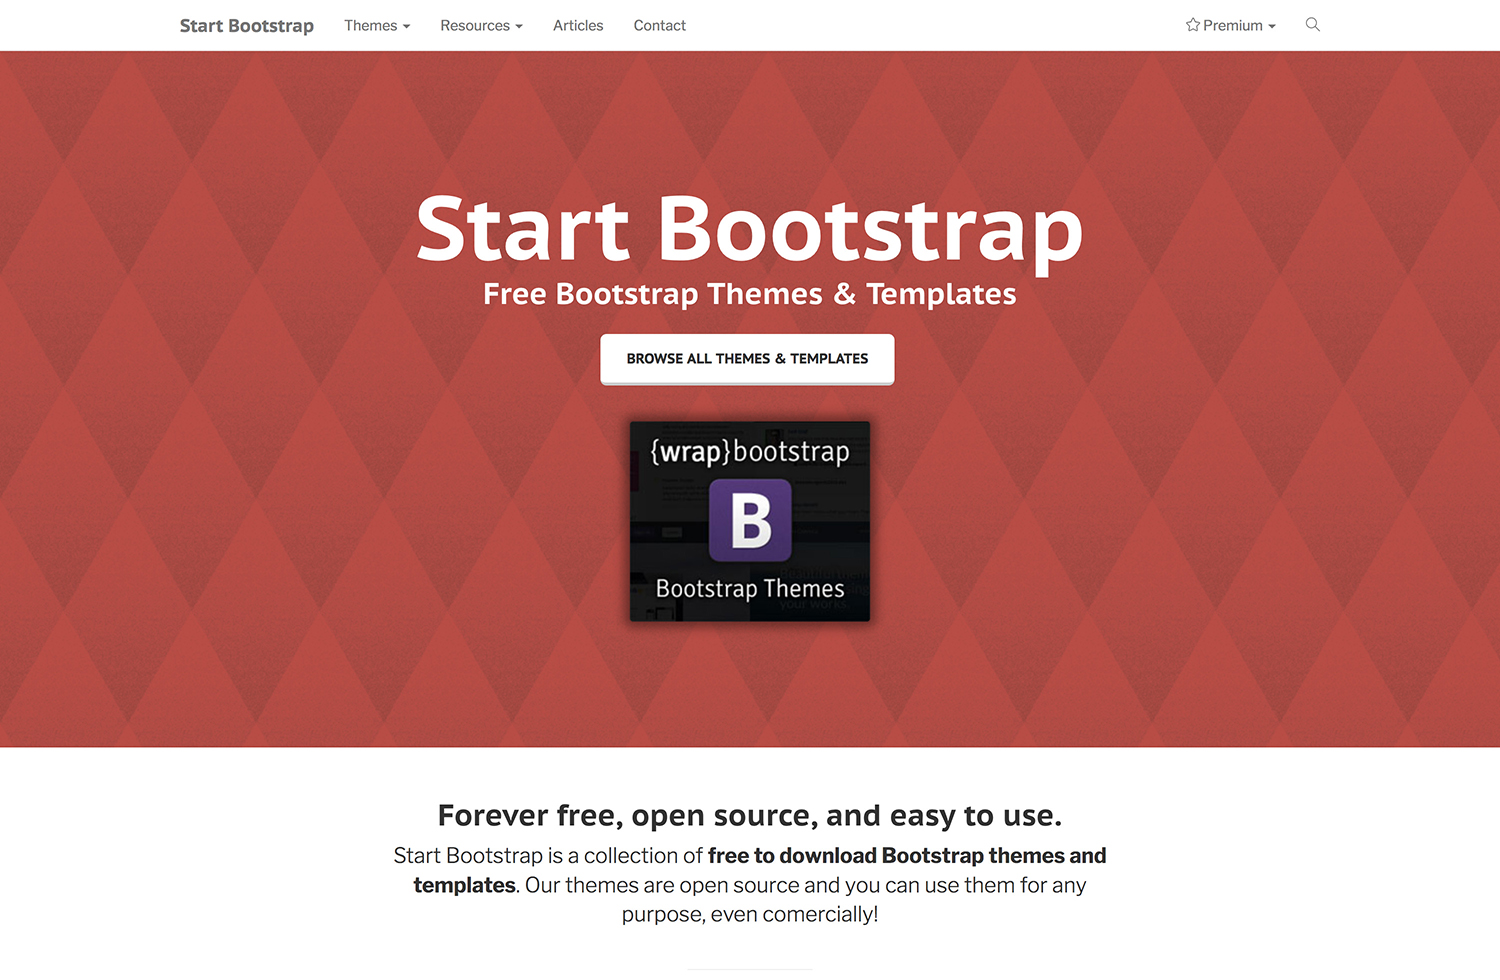 Start Bootstrap Themes Resources Articles Contact Premium
Start Bootstrap
Free Bootstrap Themes & Templates
BROWSE ALL THEMES & TEMPLATES
{wrap}bootstrap
B
Bootstrap Themes
your works.
Forever free, open source, and easy to use.
Start Bootstrap is a collection of free to download Bootstrap themes and
templates. Our themes are open source and you can use them for any
purpose, even comercially!